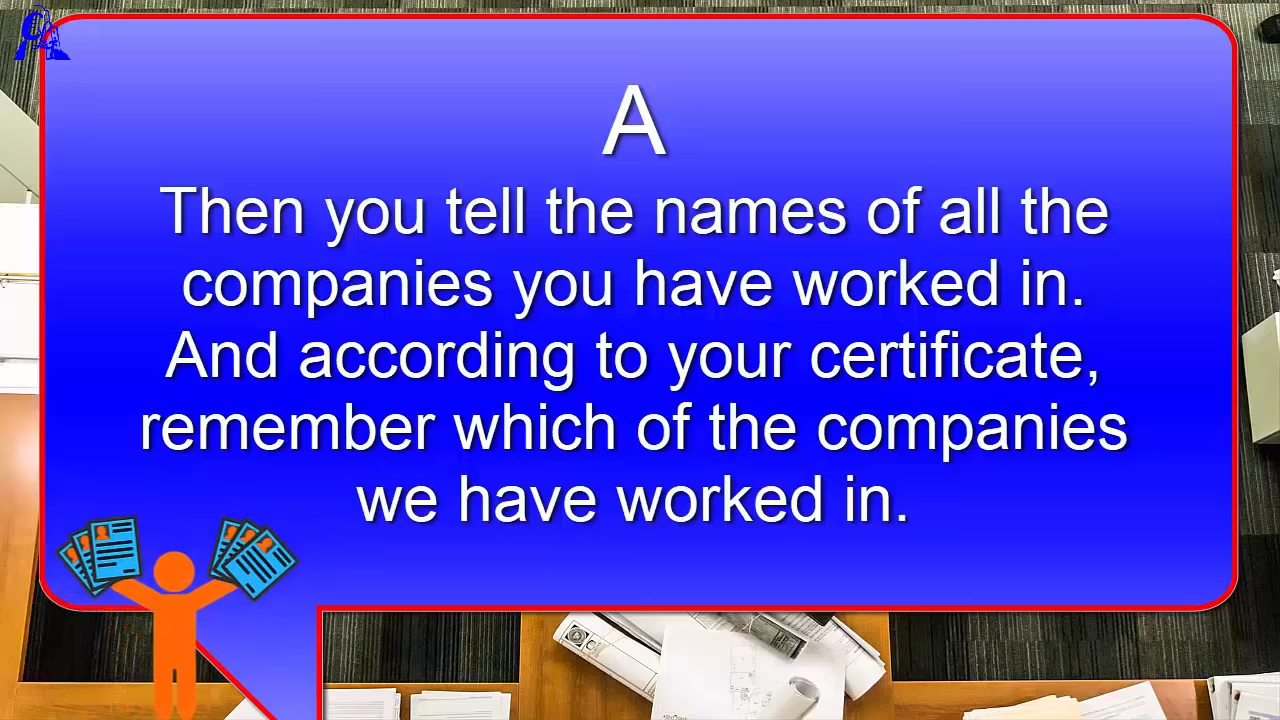 A
Then you tell the names of all the
companies you have worked in.
And according to your certificate,
remember which of the companies
we have worked in.